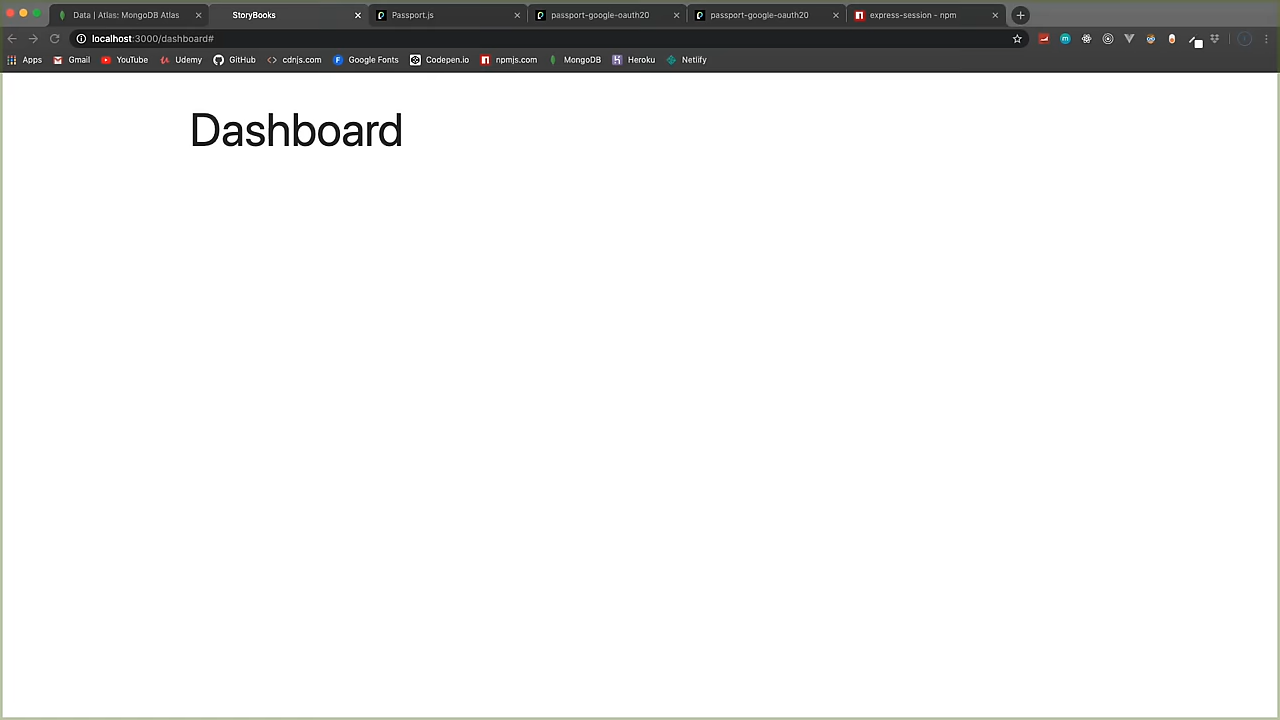 Data | Atlas: MongoDB Atlas
StoryBooks
Passport.js
passport-google-oauth20
passport-google-oauth20
express-session - npm
localhost:3000/dashboard#
Apps
Gmail
YouTube
Udemy
GitHub
cdnjs.com
Google Fonts
Codepen.io
npmjs.com
MongoDB
Heroku
Netlify
Dashboard